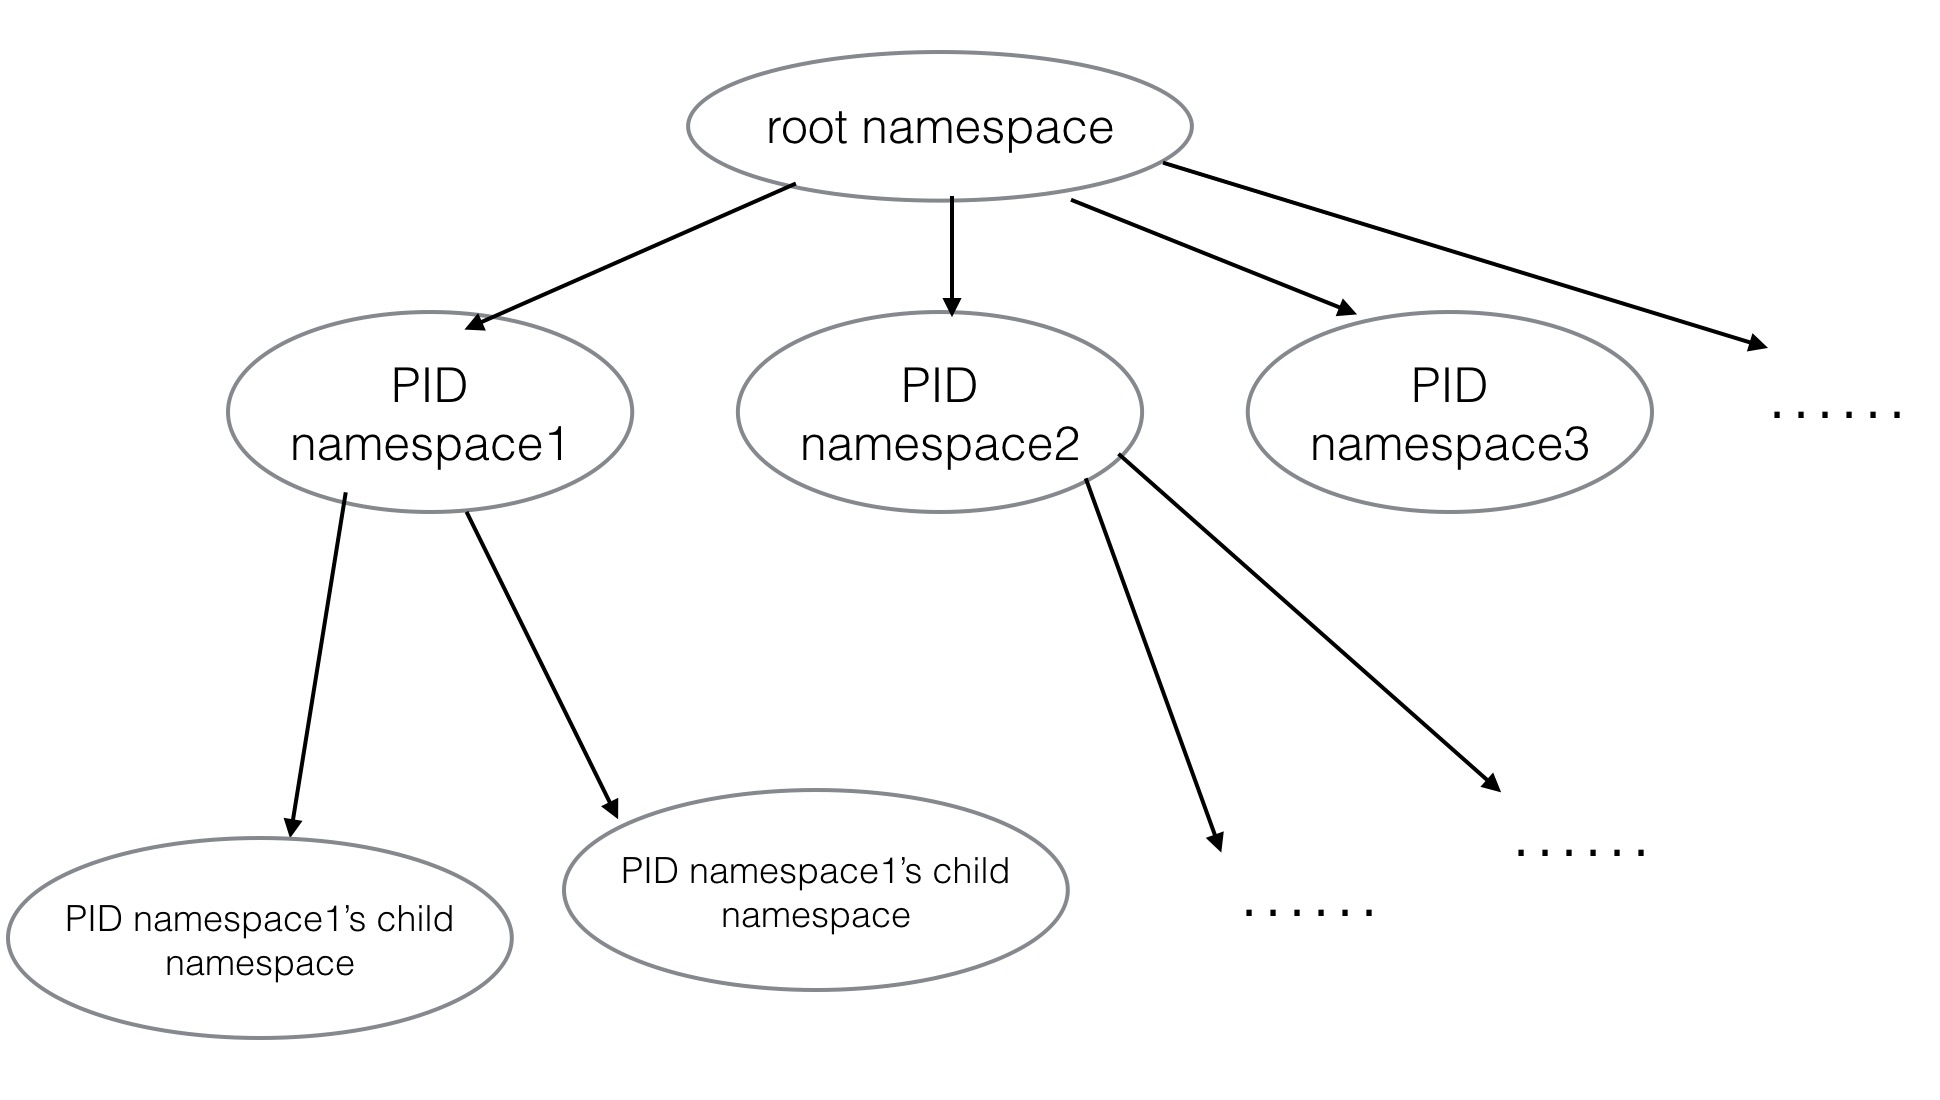 root namespace
PID
namespace1
PID
namespace2
PID
namespace3
......
PID namespace1’s child
namespace
PID namespace1’s child
namespace
......
......